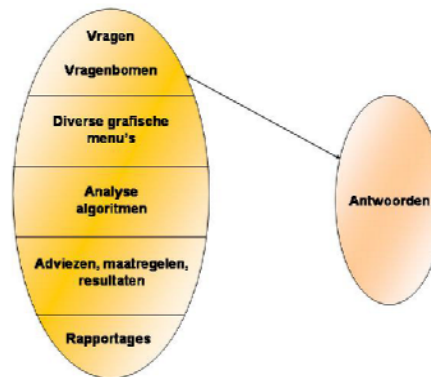 Vragen
Vragenbomen
Diverse grafische
menu's
Analyse
algoritmen
Adviezen, maatregelen,
resultaten
Rapportages
Antwoorden